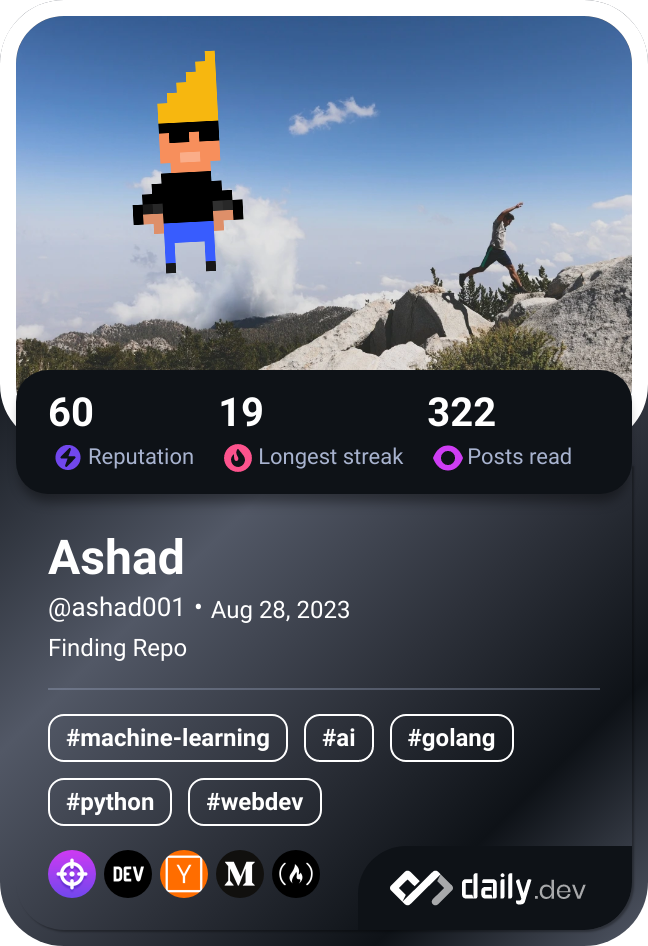 60 19 322
Reputation Longest streak Posts read
Ashad
@ashad001 • Aug 28, 2023
Finding Repo
#machine-learning #ai #golang
#python #webdev
DEV Y M
daily.dev